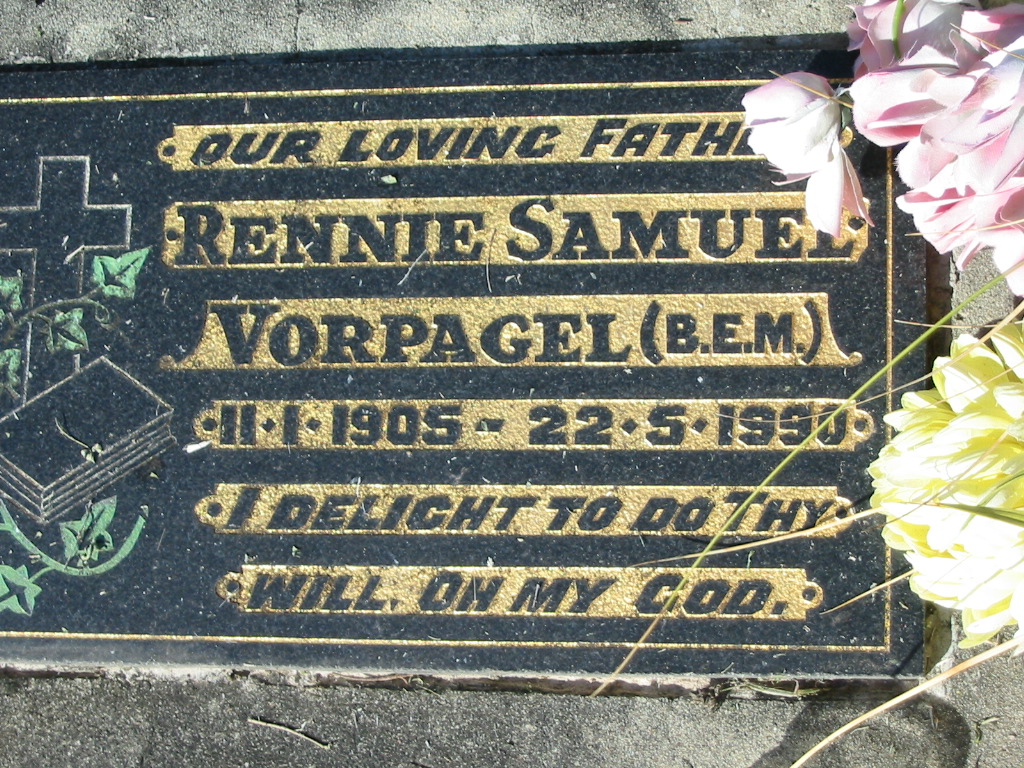 OUR LOVING FATHE
RENNIE SAMUEL
VORPAGEL (B.E.M.)
11·1·1905 - 22·5·1990
I DELIGHT TO DO THY
WILL, OH MY GOD.